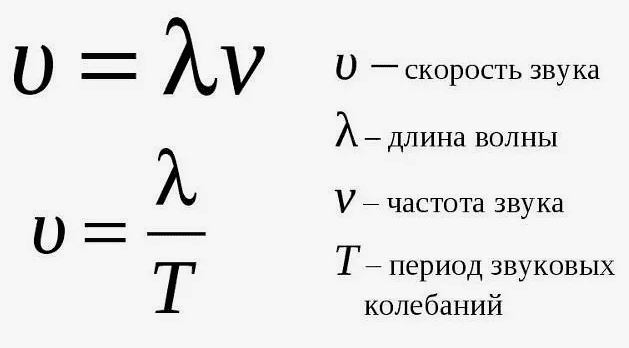 υ = λν
υ = λ/T
υ – скорость звука
λ – длина волны
ν – частота звука
T – период звуковых
колебаний